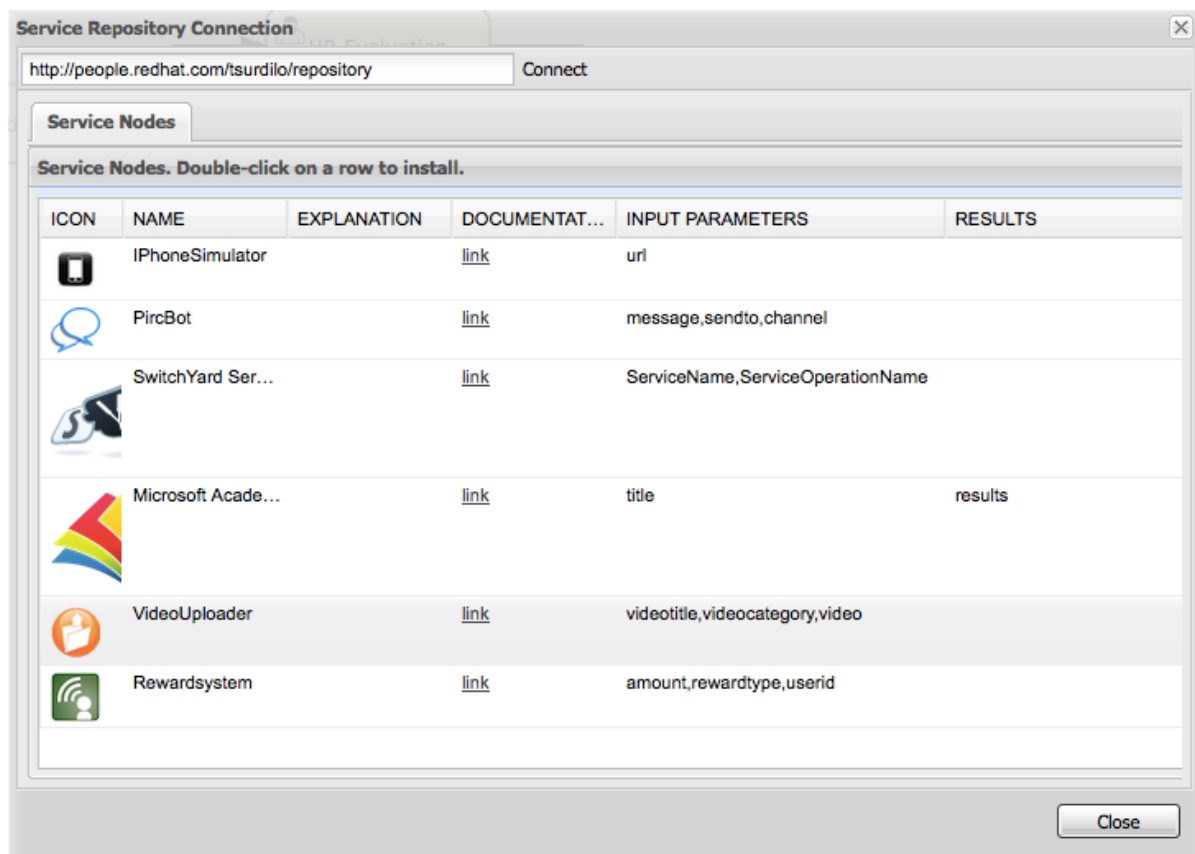 Service Repository Connection
HR Evaluation
http://people.redhat.com/tsurdilo/repository Connect
Service Nodes
Service Nodes. Double-click on a row to install.
ICON NAME EXPLANATION DOCUMENTAT... INPUT PARAMETERS RESULTS
IPhoneSimulator link url
PircBot link message,sendto,channel
SwitchYard Ser... link ServiceName,ServiceOperationName
Microsoft Acade... link title results
VideoUploader link videotitle,videocategory,video
Rewardsystem link amount,rewardtype,userid
Close